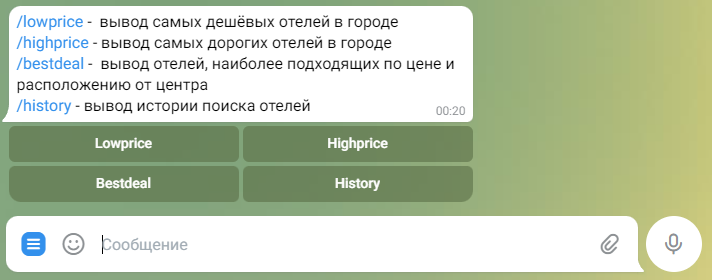 /lowprice - вывод самых дешёвых отелей в городе
/highprice - вывод самых дорогих отелей в городе
/bestdeal - вывод отелей, наиболее подходящих по цене и
расположению от центра
/history - вывод истории поиска отелей
00:20
Lowprice Highprice
Bestdeal History
Сообщение